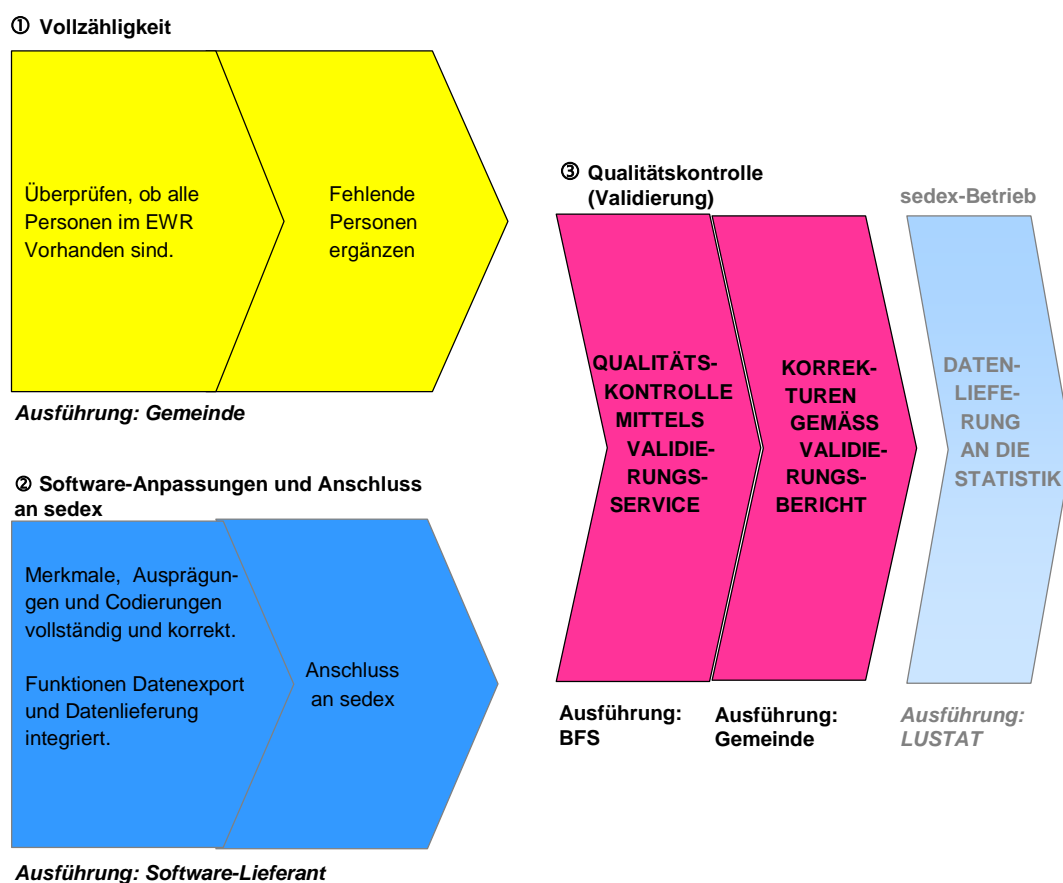 ① Vollzähligkeit
Überprüfen, ob alle
Personen im EWR
Vorhanden sind.
Fehlende
Personen
ergänzen
Ausführung: Gemeinde
② Software-Anpassungen und Anschluss
an sedex
Merkmale, Ausprägun-
gen und Codierungen
vollständig und korrekt.
Funktionen Datenexport
und Datenlieferung
integriert.
Anschluss
an sedex
Ausführung: Software-Lieferant
③ Qualitätskontrolle
(Validierung)
QUALITÄTS-
KONTROLLE
MITTELS
VALIDIE-
RUNGS-
SERVICE
Ausführung:
BFS
KORREK-
TUREN
GEMÄSS
VALIDIE-
RUNGS-
BERICHT
Ausführung:
Gemeinde
sedex-Betrieb
DATEN-
LIEFE-
RUNG
AN DIE
STATISTIK
Ausführung:
LUSTAT